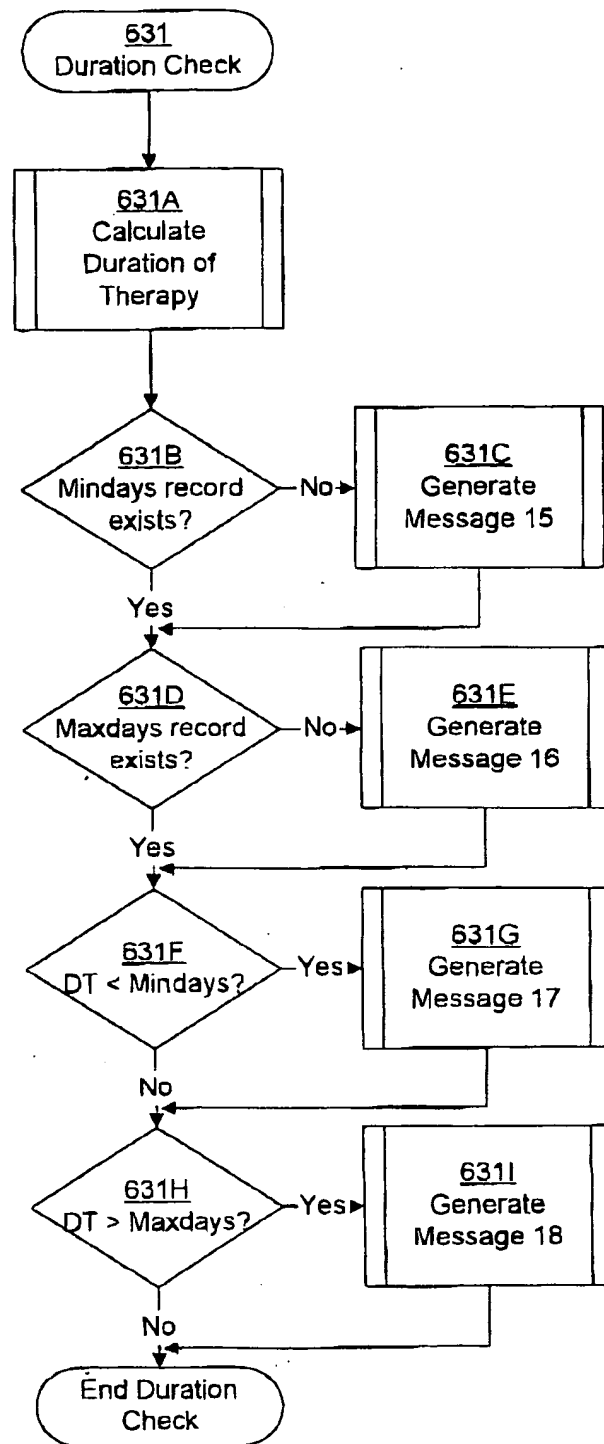 631
Duration Check
631A
Calculate
Duration of
Therapy
631B
Mindays record
exists?
No
631C
Generate
Message 15
Yes
631D
Maxdays record
exists?
No
631E
Generate
Message 16
Yes
631F
DT < Mindays?
Yes
631G
Generate
Message 17
No
631H
DT > Maxdays?
Yes
631I
Generate
Message 18
No
End Duration
Check